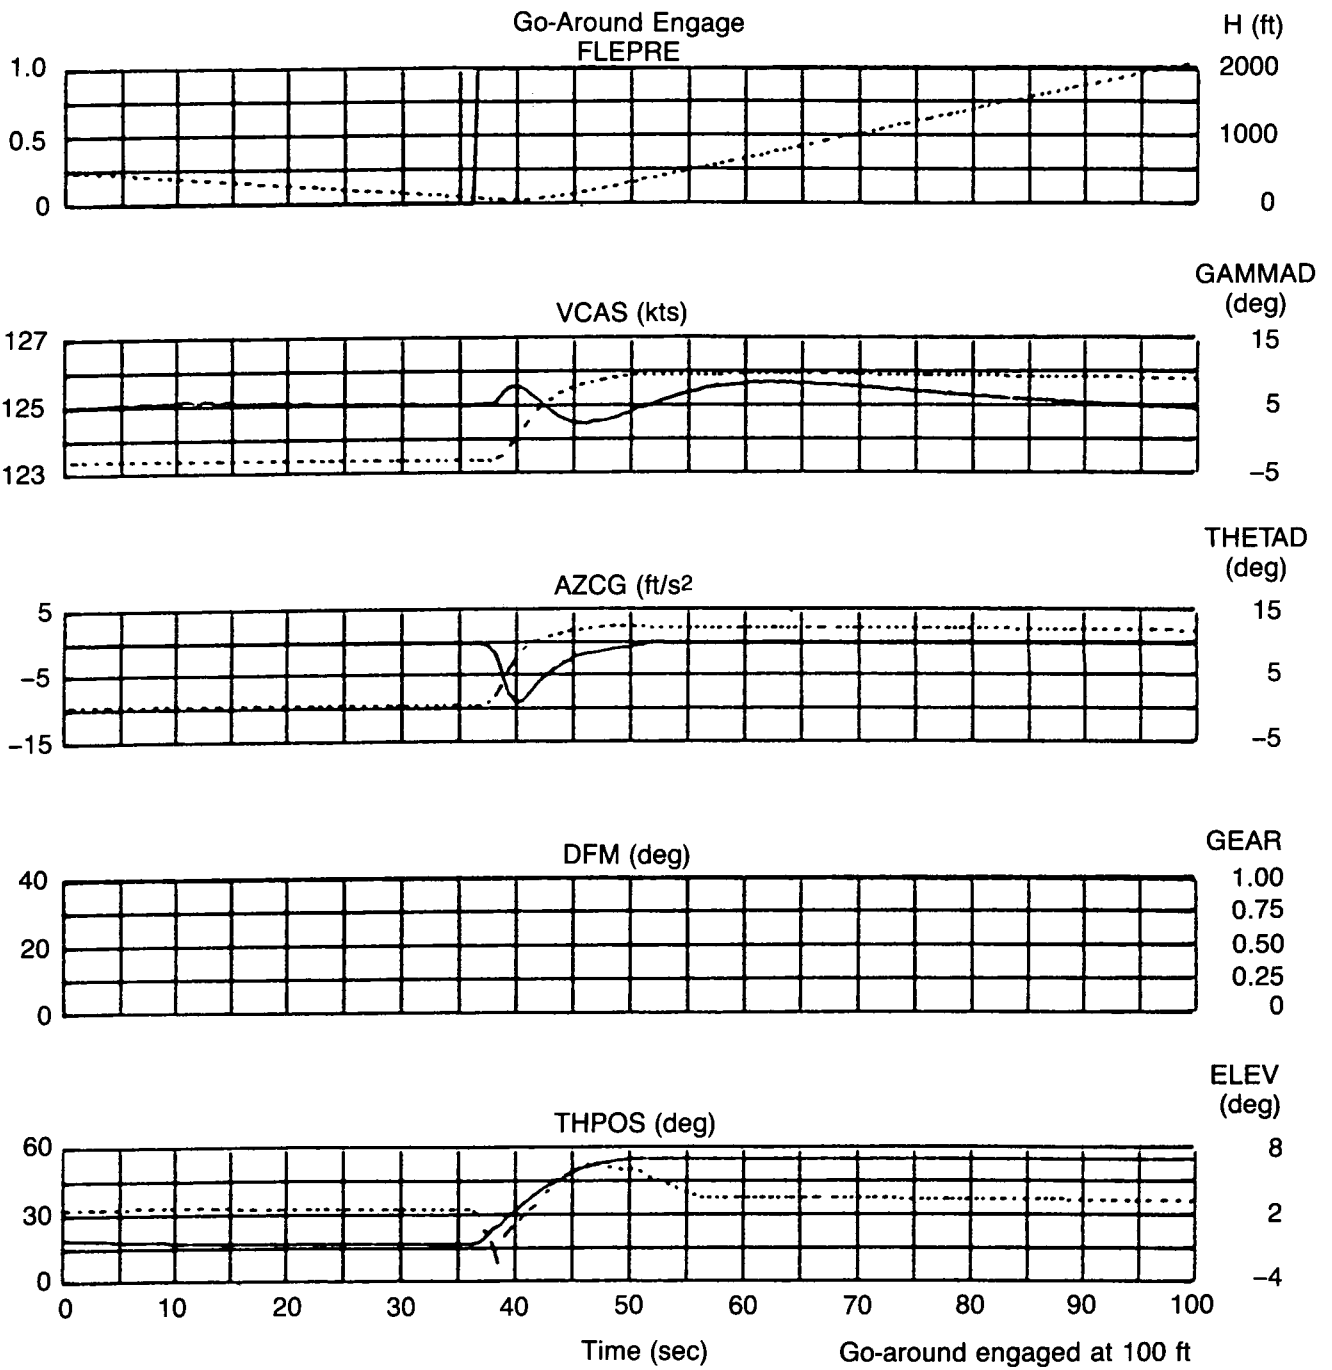 Go-Around Engage
FLEPRE
H (ft)
1.0
0.5
0
2000
1000
0
VCAS (kts)
GAMMAD
(deg)
127
125
123
15
5
−5
AZCG (ft/s2
THETAD
(deg)
5
−5
−15
15
5
−5
DFM (deg)
GEAR
40
20
0
1.00
0.75
0.50
0.25
0
THPOS (deg)
ELEV
(deg)
60
30
0
8
2
−4
0 10 20 30 40 50 60 70 80 90 100
Time (sec)
Go-around engaged at 100 ft